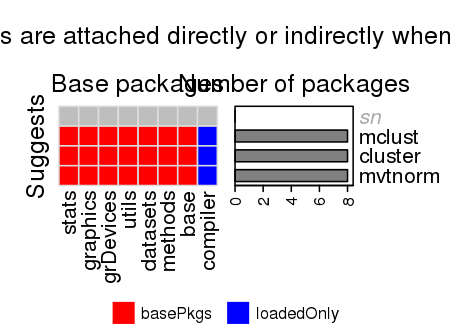 s are attached directly or indirectly when
Base packages
Number of packages
Suggests
sn
mclust
cluster
mvtnorm
stats
graphics
grDevices
utils
datasets
methods
base
compiler
0
2
4
6
8
basePkgs
loadedOnly